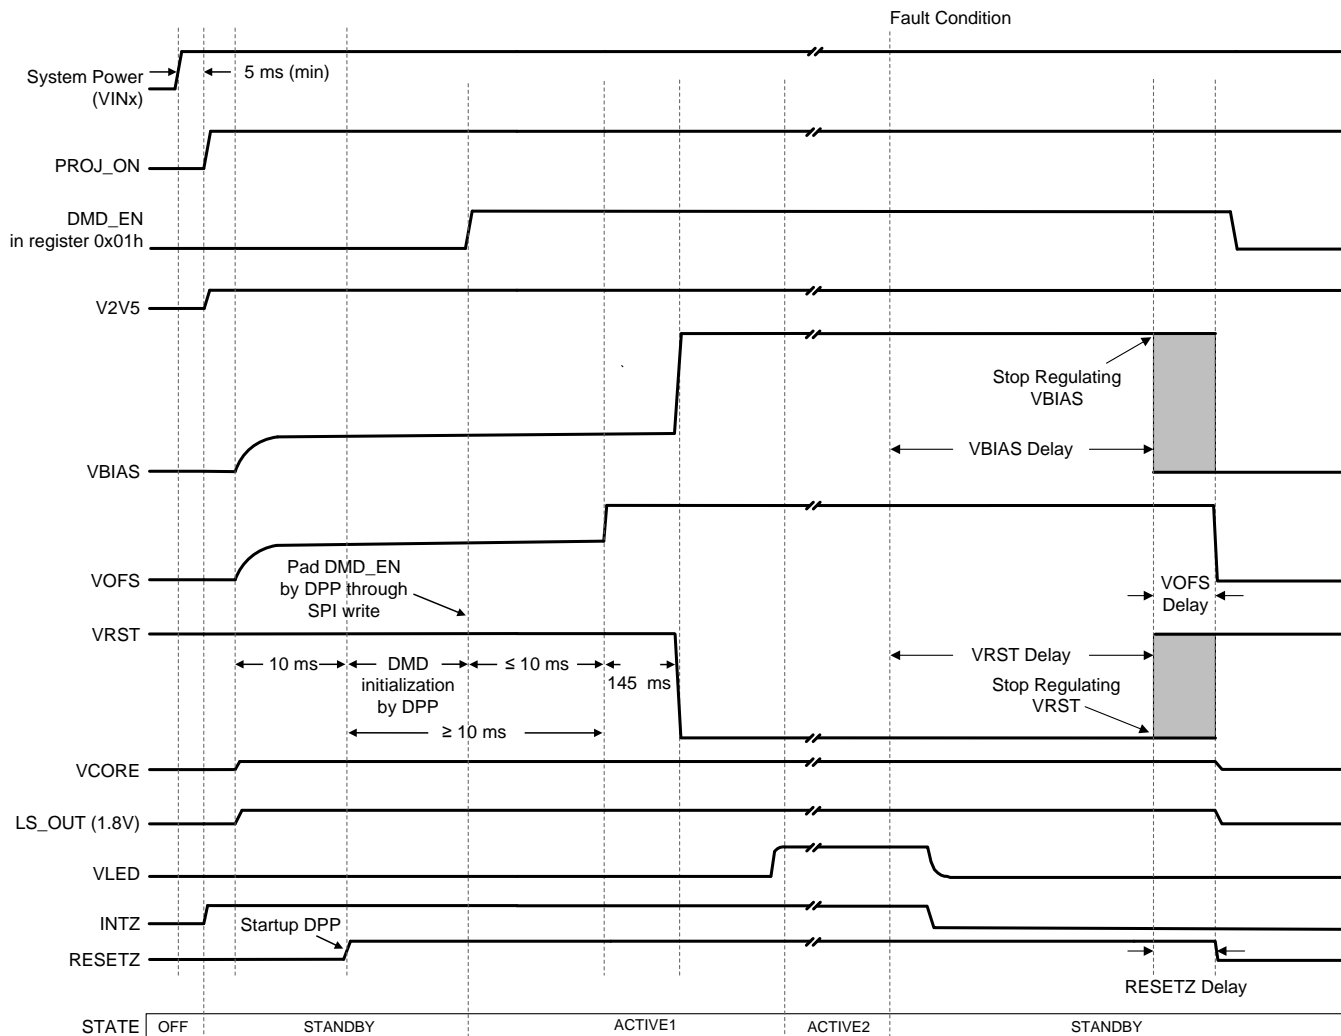 Fault Condition
System Power
(VINx)
5 ms (min)
PROJ_ON
DMD_EN
in register 0x01h
V2V5
Stop Regulating
VBIAS
VBIAS Delay
VBIAS
VOFS
Pad DMD_EN
by DPP through
SPI write
VOFS
Delay
VRST
10 ms
DMD
initialization
by DPP
≤ 10 ms
145 ms
VRST Delay
Stop Regulating
VRST
≥ 10 ms
VCORE
LS_OUT (1.8V)
VLED
INTZ
Startup DPP
RESETZ
RESETZ Delay
STATE OFF STANDBY ACTIVE1 ACTIVE2 STANDBY